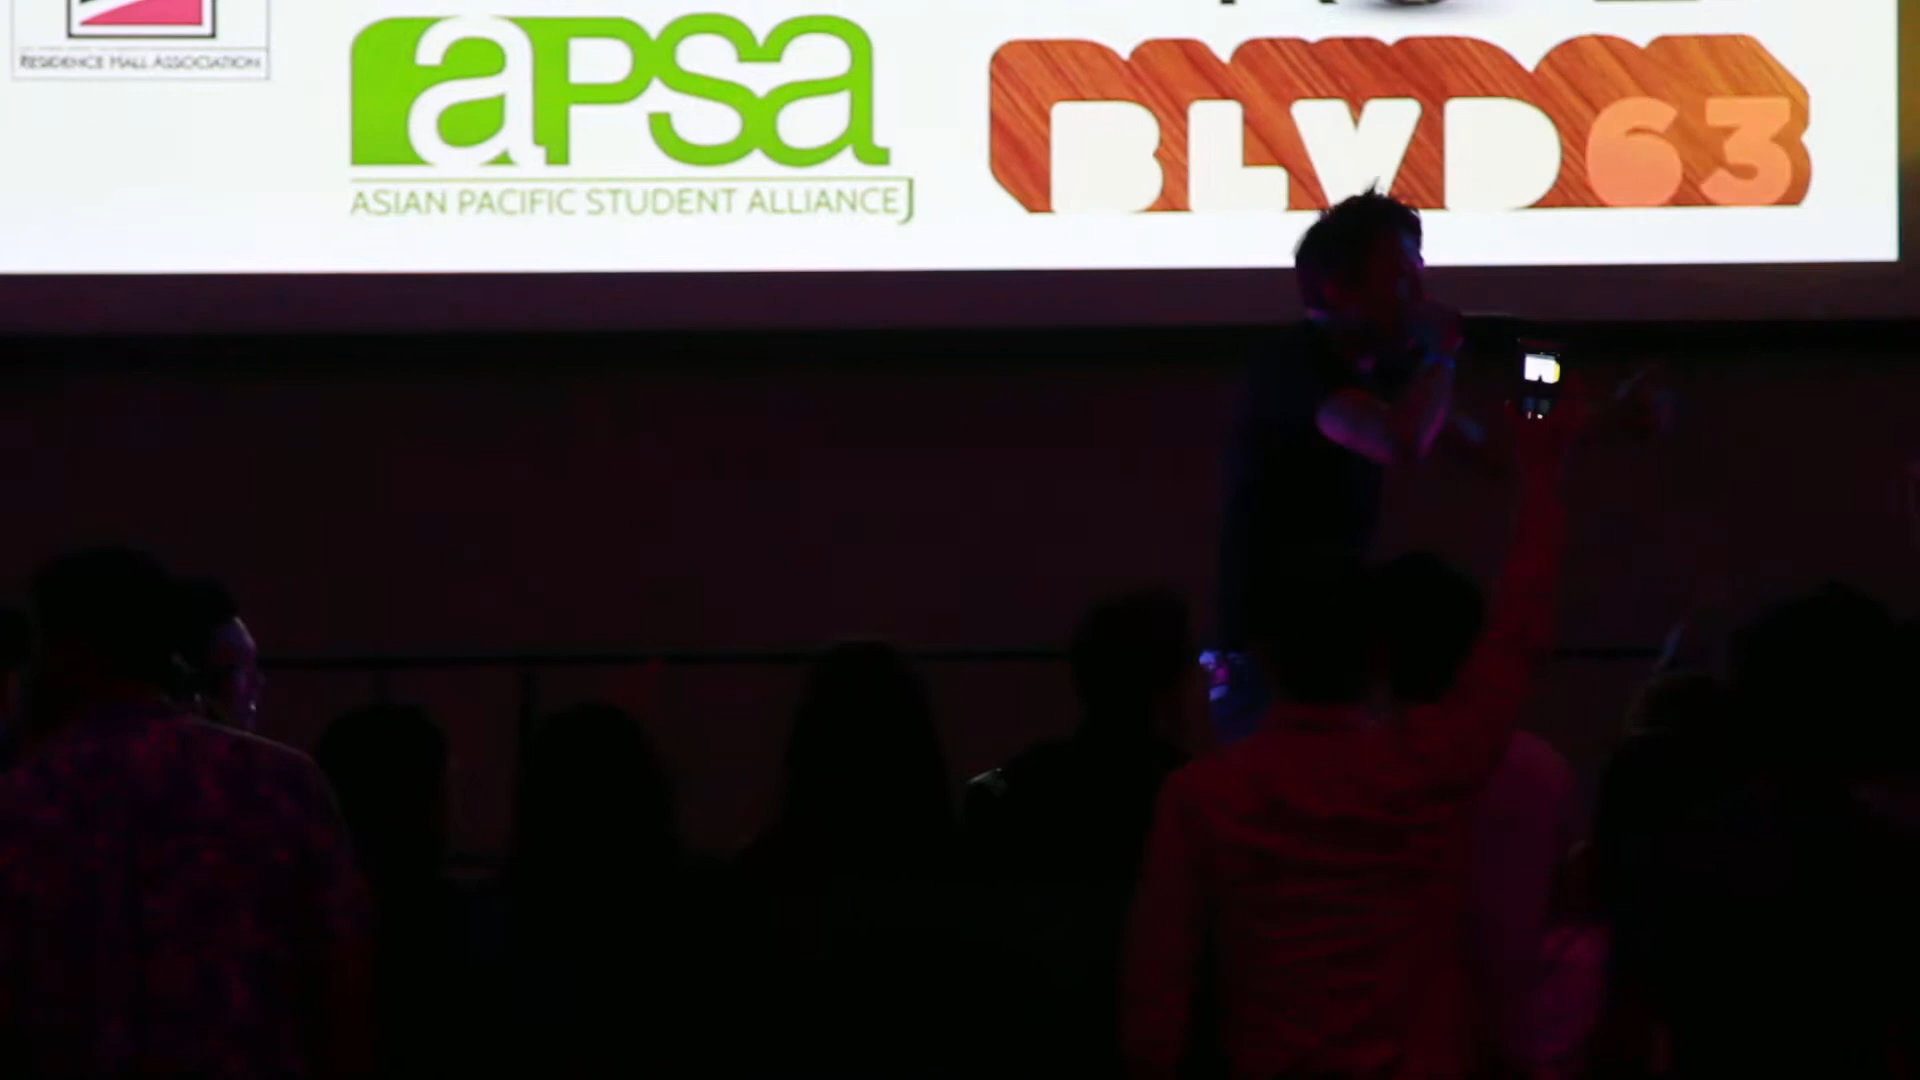 RESIDENCE HALL ASSOCIATION
aPSa
ASIAN PACIFIC STUDENT ALLIANCE
BLVD63